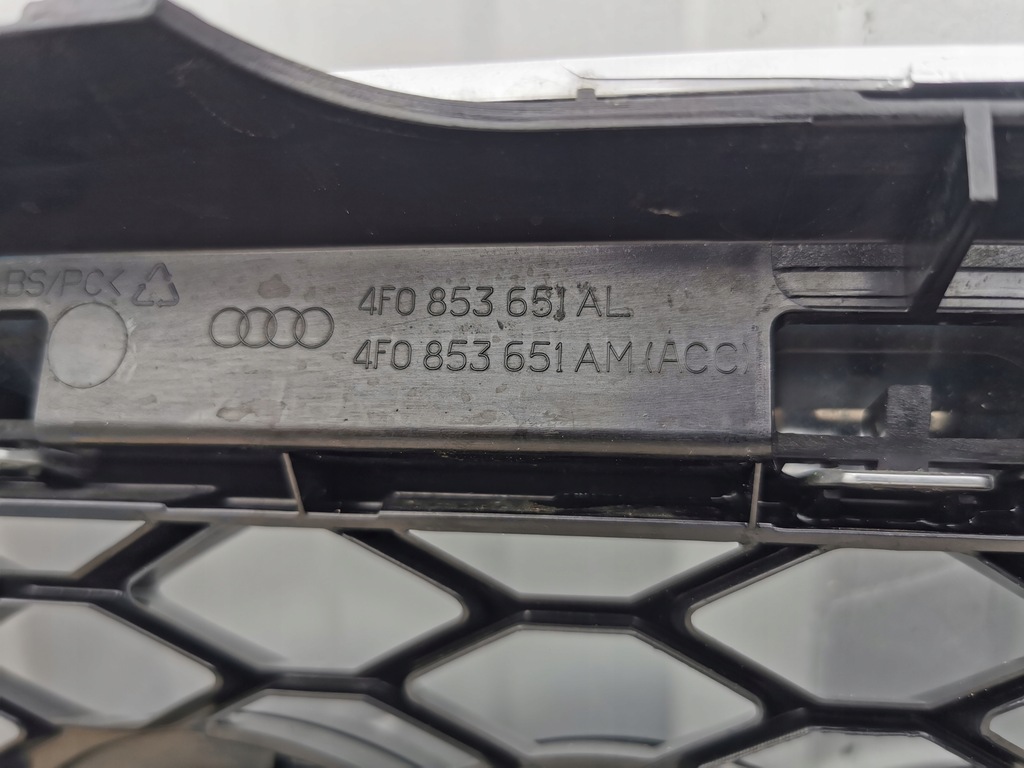 ABS/PC<
4F0 853 651 AL
4F0 853 651 AM (ACC)